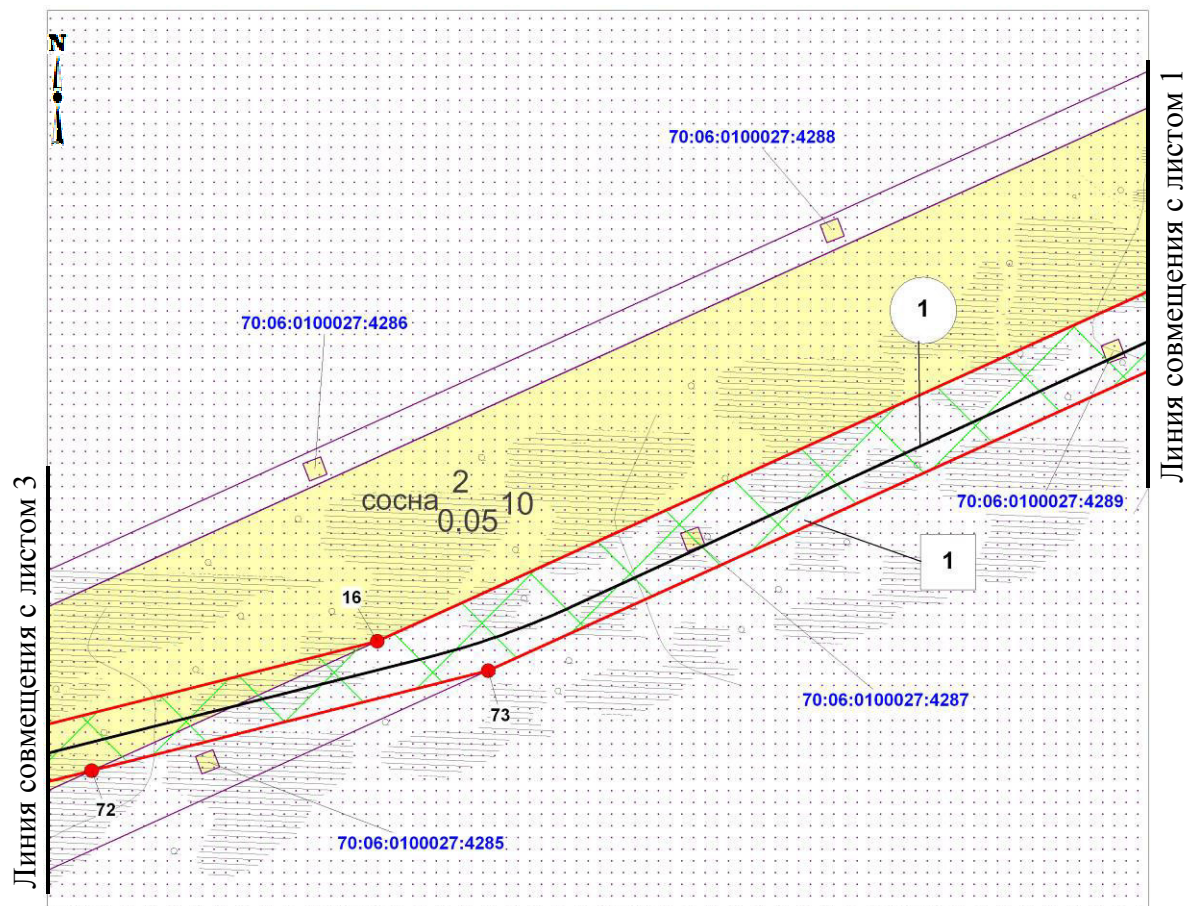 N
Линия совмещения с листом 1
70:06:0100027:4288
1
70:06:0100027:4286
сосна 2 10
0.05
70:06:0100027:4289
1
Линия совмещения с листом 3
16
70:06:0100027:4287
73
72
70:06:0100027:4285